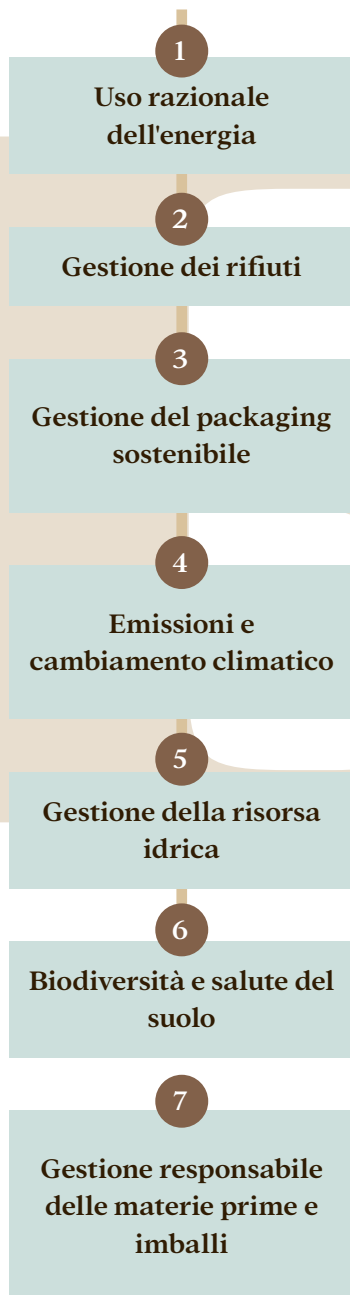 1
Uso razionale
dell'energia
2
Gestione dei rifiuti
3
Gestione del packaging
sostenibile
4
Emissioni e
cambiamento climatico
5
Gestione della risorsa
idrica
6
Biodiversità e salute del
suolo
7
Gestione responsabile
delle materie prime e
imballi